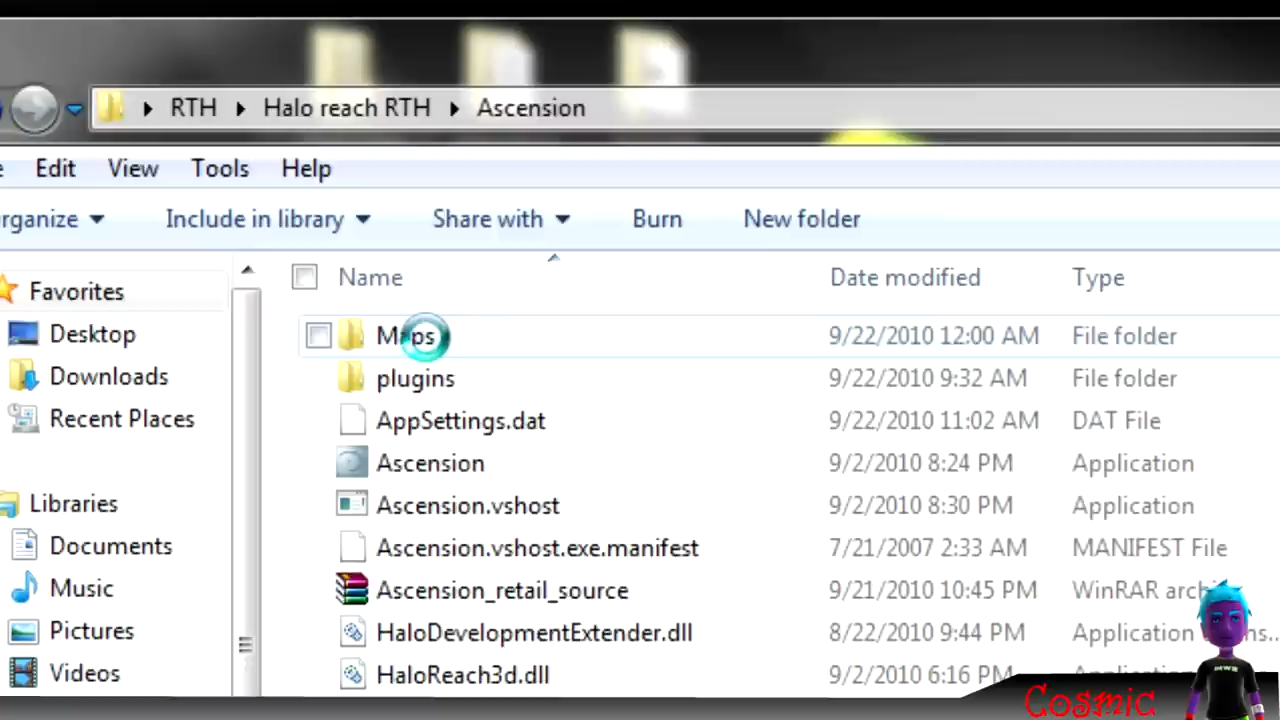 RTH Halo reach RTH Ascension
e Edit View Tools Help
rganize Include in library Share with Burn New folder
Name Date modified Type
Favorites
Desktop
Downloads
Recent Places
Libraries
Documents
Music
Pictures
Videos
Maps 9/22/2010 12:00 AM File folder
plugins 9/22/2010 9:32 AM File folder
AppSettings.dat 9/22/2010 11:02 AM DAT File
Ascension 9/2/2010 8:24 PM Application
Ascension.vshost 9/2/2010 8:30 PM Application
Ascension.vshost.exe.manifest 7/21/2007 2:33 AM MANIFEST File
Ascension_retail_source 9/21/2010 10:45 PM WinRAR arch
HaloDevelopmentExtender.dll 8/22/2010 9:44 PM Application
HaloReach3d.dll 9/2/2010 6:16 PM
Cosmic